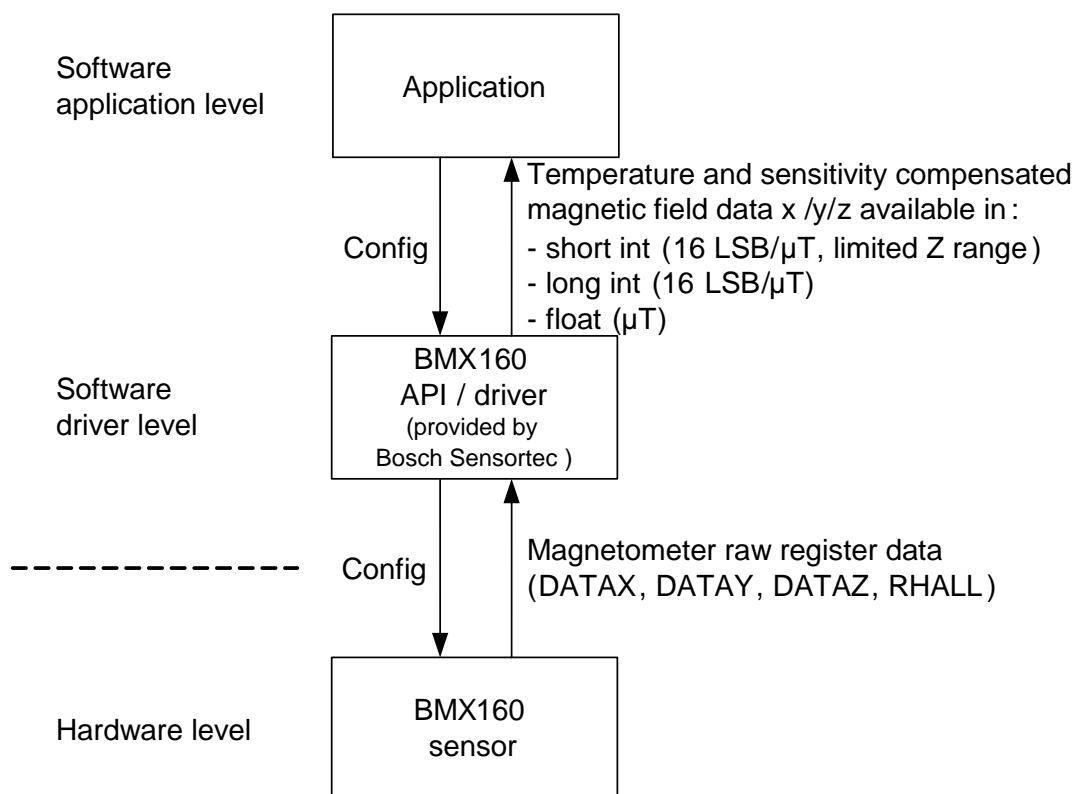 Software
application level
Application
Temperature and sensitivity compensated
magnetic field data x /y/z available in :
- short int (16 LSB/µT, limited Z range)
- long int (16 LSB/µT)
- float (µT)
Config
Software
driver level
BMX160
API / driver
(provided by
Bosch Sensortec )
Config
Magnetometer raw register data
(DATAX, DATAY, DATAZ, RHALL)
Hardware level
BMX160
sensor